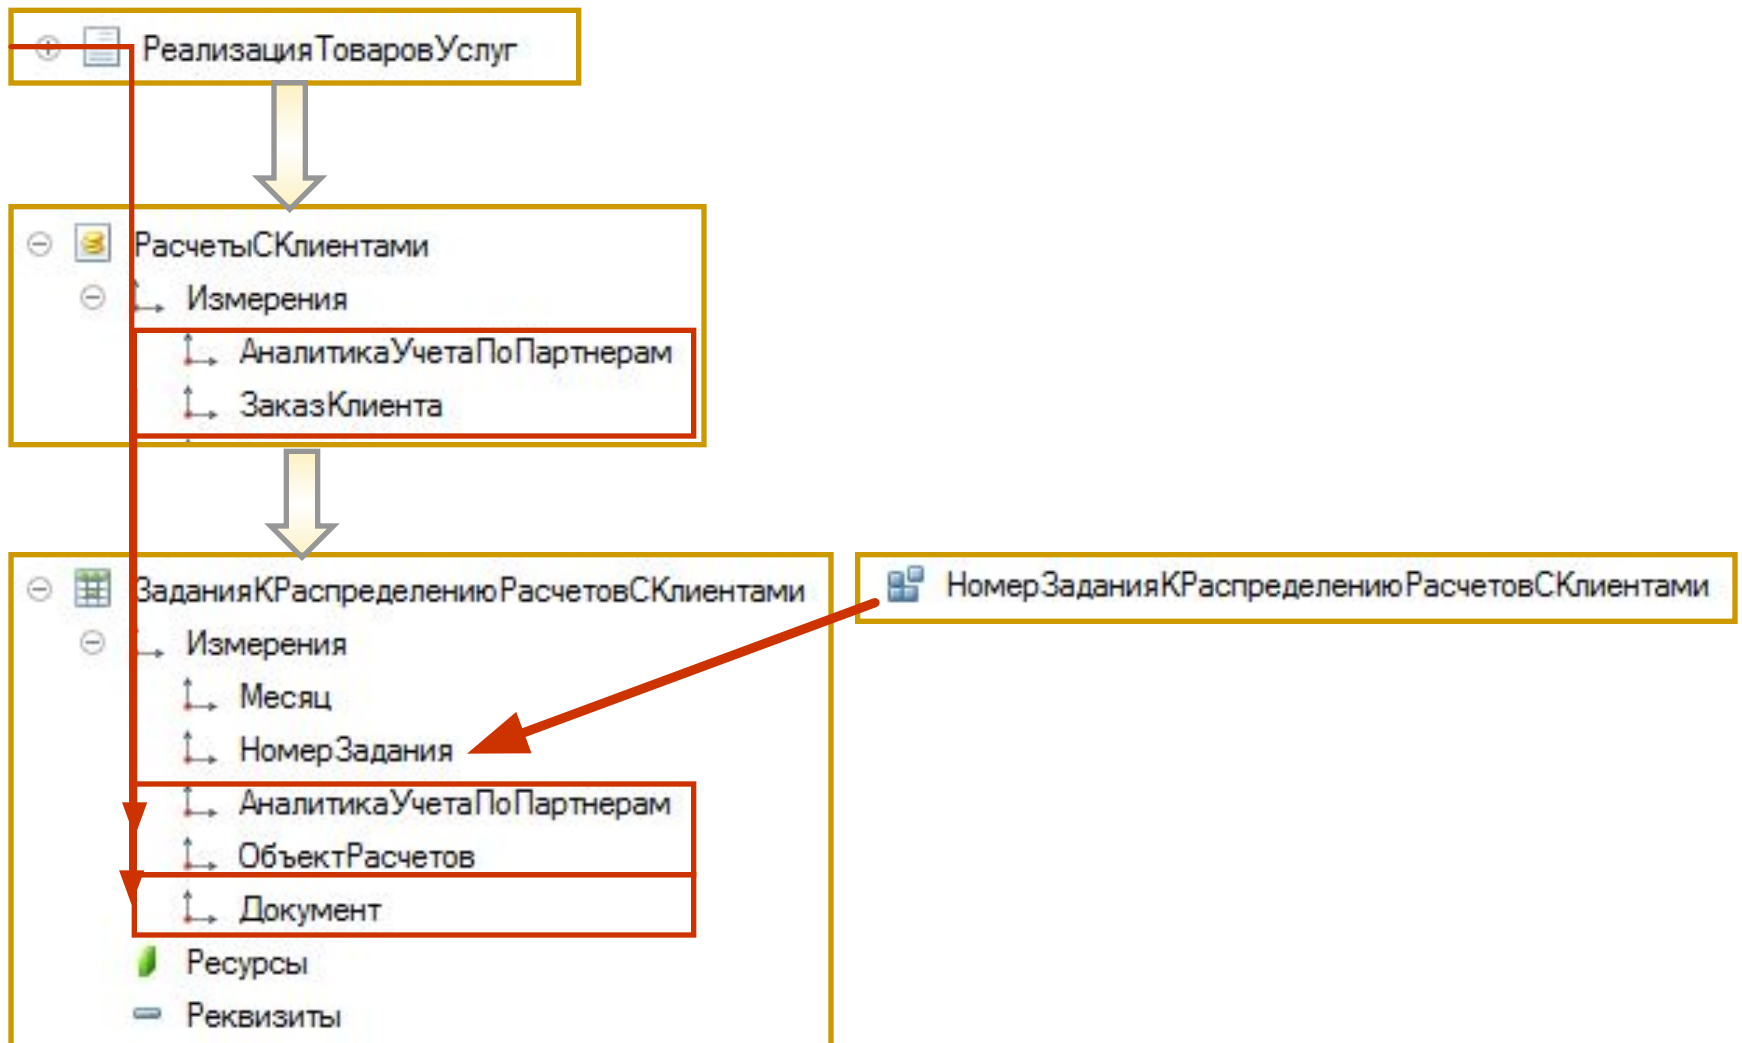 РеализацияТоваровУслуг
РасчетыСКлиентами
Измерения
АналитикаУчетаПоПартнерам
ЗаказКлиента
ЗаданияКРаспределениюРасчетовСКлиентами
НомерЗаданияКРаспределениюРасчетовСКлиентами
Измерения
Месяц
НомерЗадания
АналитикаУчетаПоПартнерам
ОбъектРасчетов
Документ
Ресурсы
Реквизиты